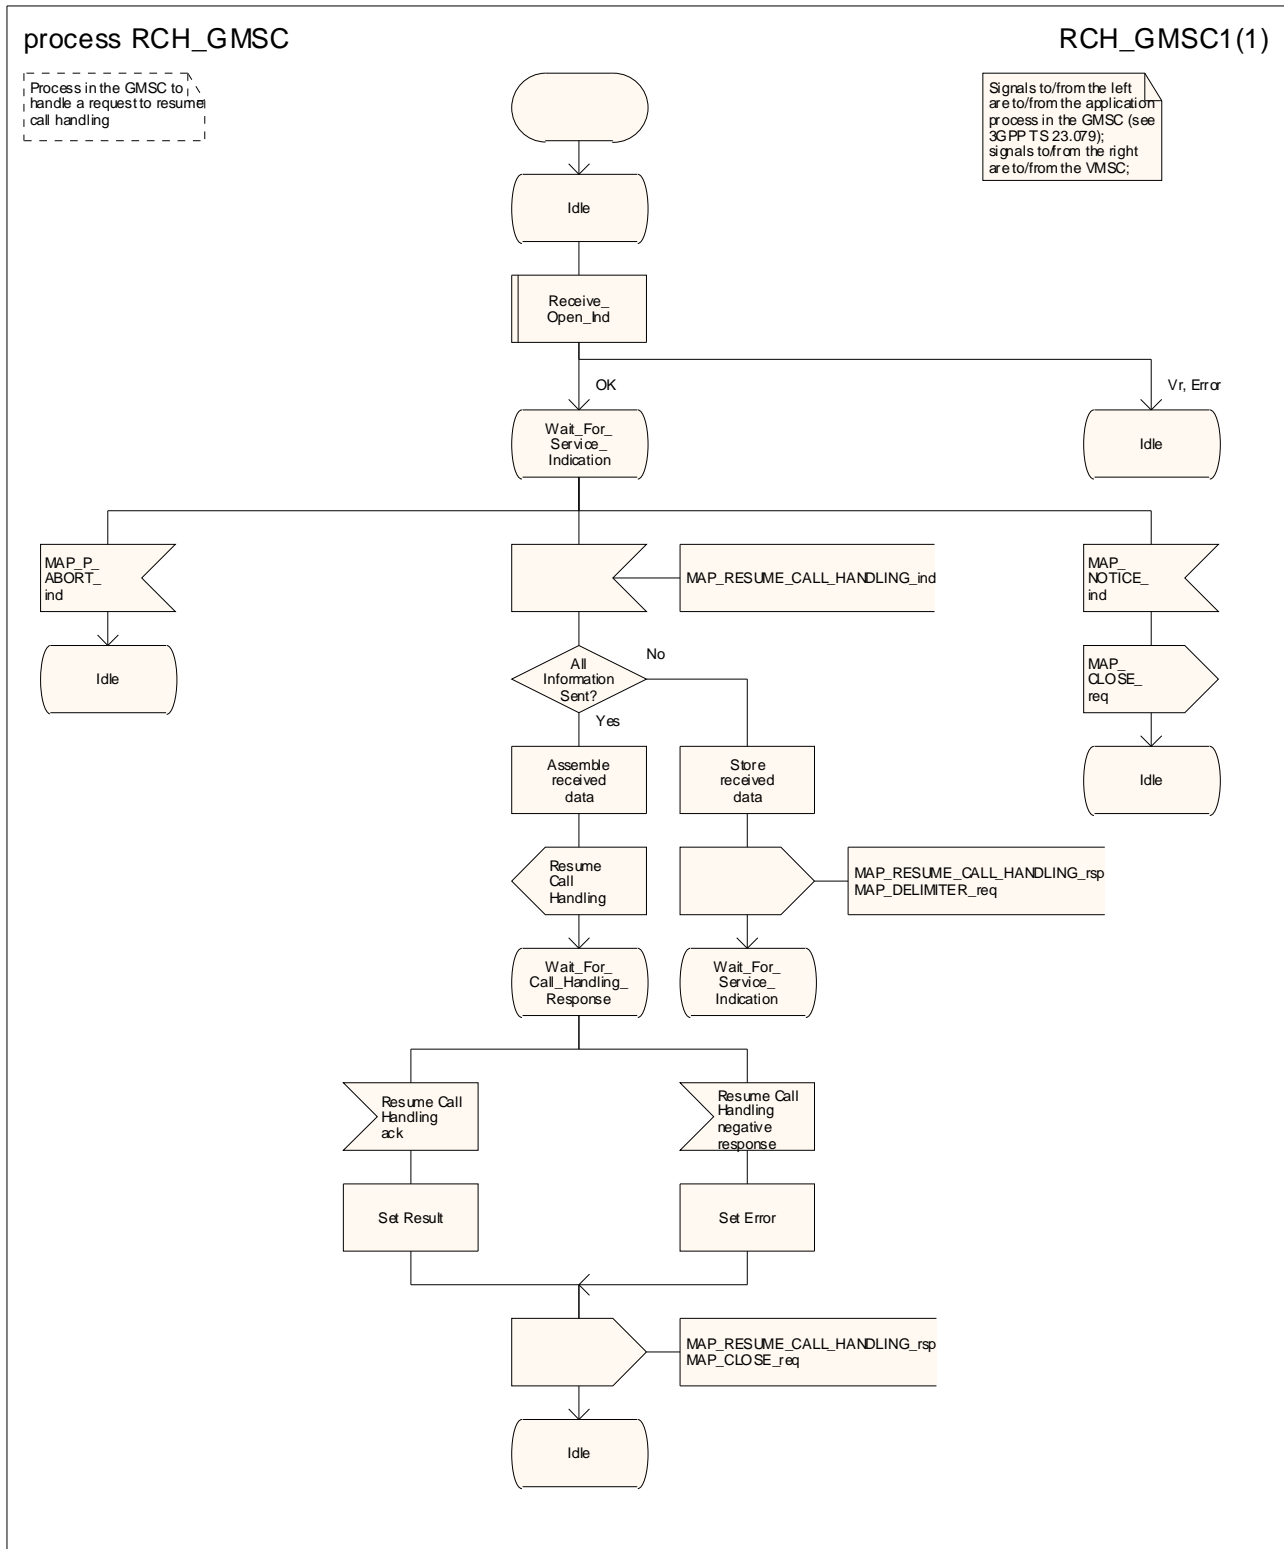 process RCH_GMSC
RCH_GMSC1(1)
Process in the GMSC to
handle a request to resume
call handling
Signals to/from the left
are to/from the application
process in the GMSC (see
3GPP TS 23.079);
signals to/from the right
are to/from the VMSC;
Idle
Receive_
Open_Ind
OK
Vr, Error
Wait_For_
Service_
Indication
Idle
MAP_P_
ABORT_
ind
MAP_RESUME_CALL_HANDLING_ind
MAP_
NOTICE_
ind
Idle
All
Information
Sent?
No
Yes
MAP_
CLOSE_
req
Assemble
received
data
Store
received
data
Idle
Resume
Call
Handling
MAP_RESUME_CALL_HANDLING_rsp
MAP_DELIMITER_req
Wait_For_
Call_Handling_
Response
Wait_For_
Service_
Indication
Resume Call
Handling
ack
Resume Call
Handling
negative
response
Set Result
Set Error
MAP_RESUME_CALL_HANDLING_rsp
MAP_CLOSE_req
Idle